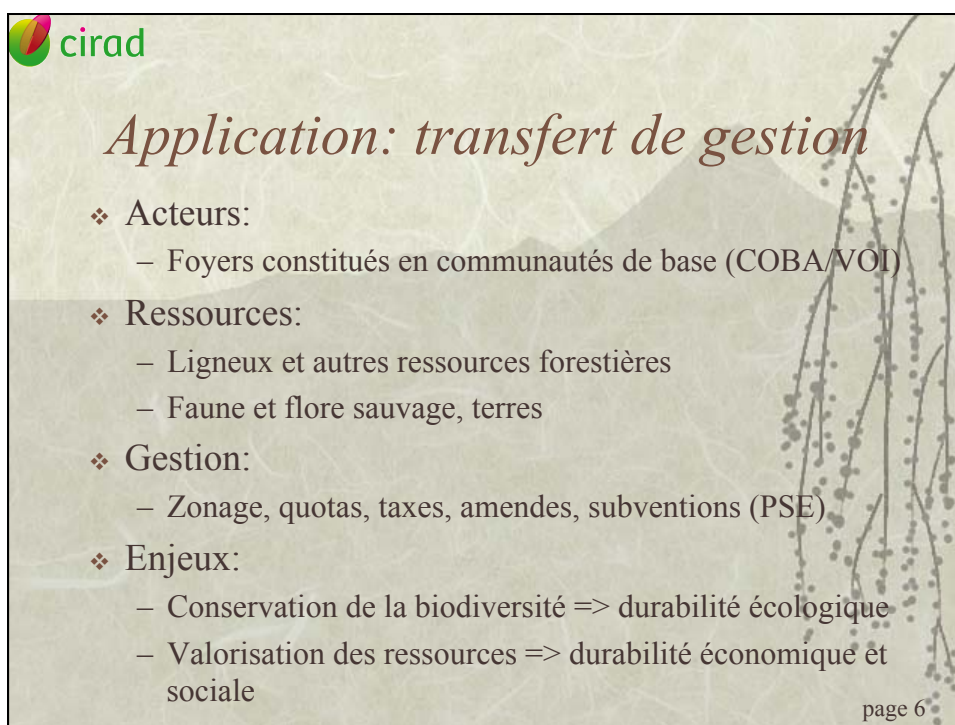 cirad
Application: transfert de gestion
❖ Acteurs:
– Foyers constitués en communautés de base (COBA/VOI)
❖ Ressources:
– Ligneux et autres ressources forestières
– Faune et flore sauvage, terres
❖ Gestion:
– Zonage, quotas, taxes, amendes, subventions (PSE)
❖ Enjeux:
– Conservation de la biodiversité => durabilité écologique
– Valorisation des ressources => durabilité économique et
sociale
page 6